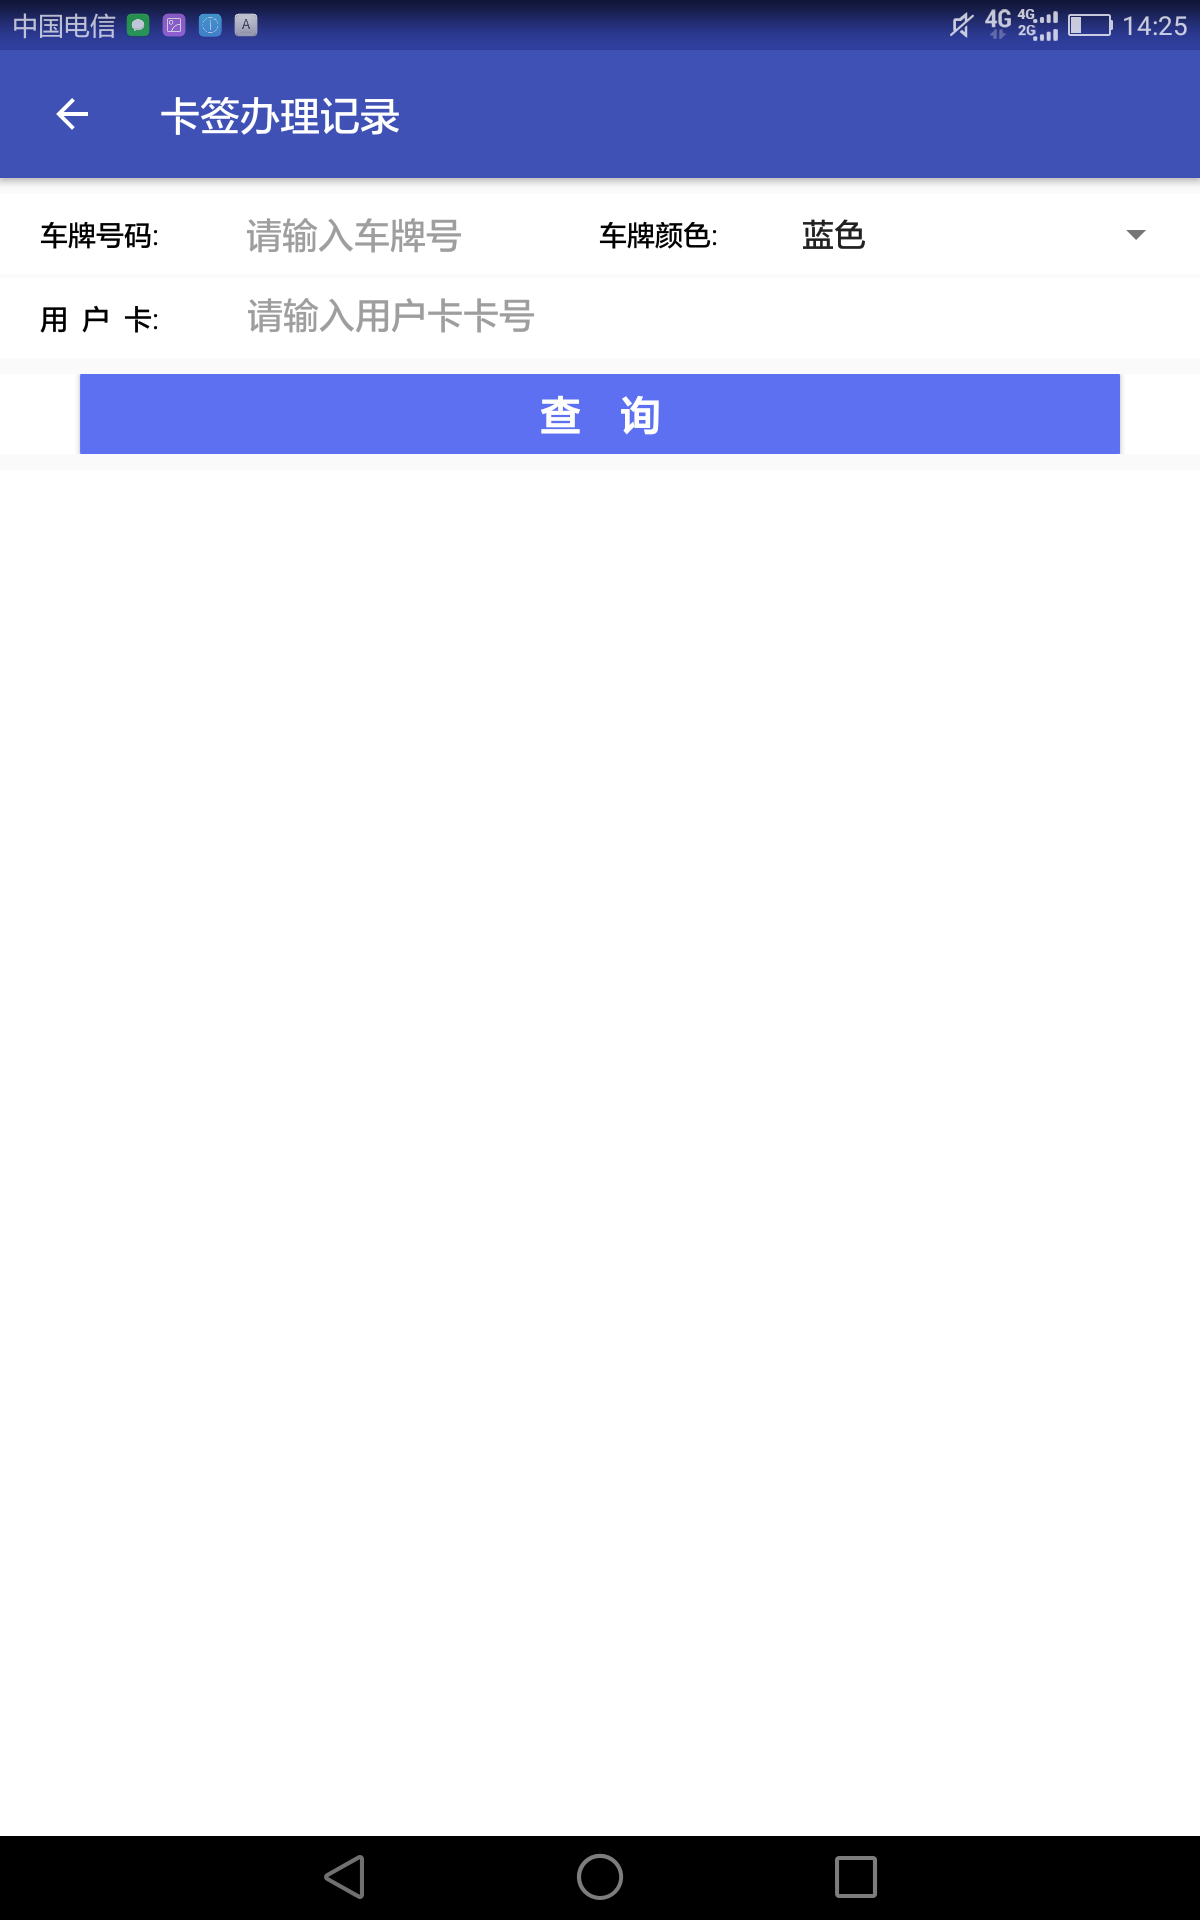 中国电信 A 4G 4G 2G 14:25
卡签办理记录
车牌号码: 请输入车牌号 车牌颜色: 蓝色
用 户 卡: 请输入用户卡卡号
查 询